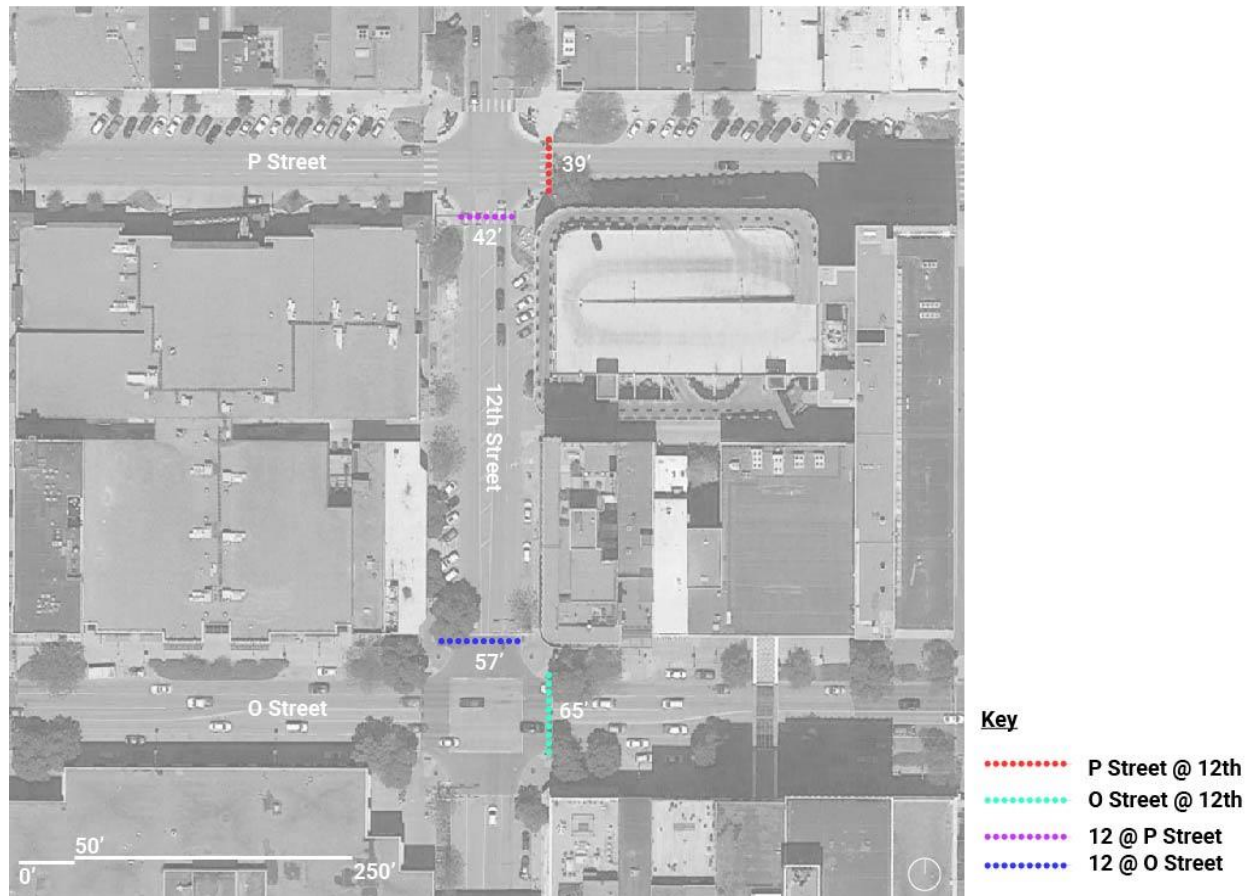 P Street
39’
42’
12th Street
57’
O Street
65’
50’
0’
250’
Key
P Street @ 12th
O Street @ 12th
12 @ P Street
12 @ O Street